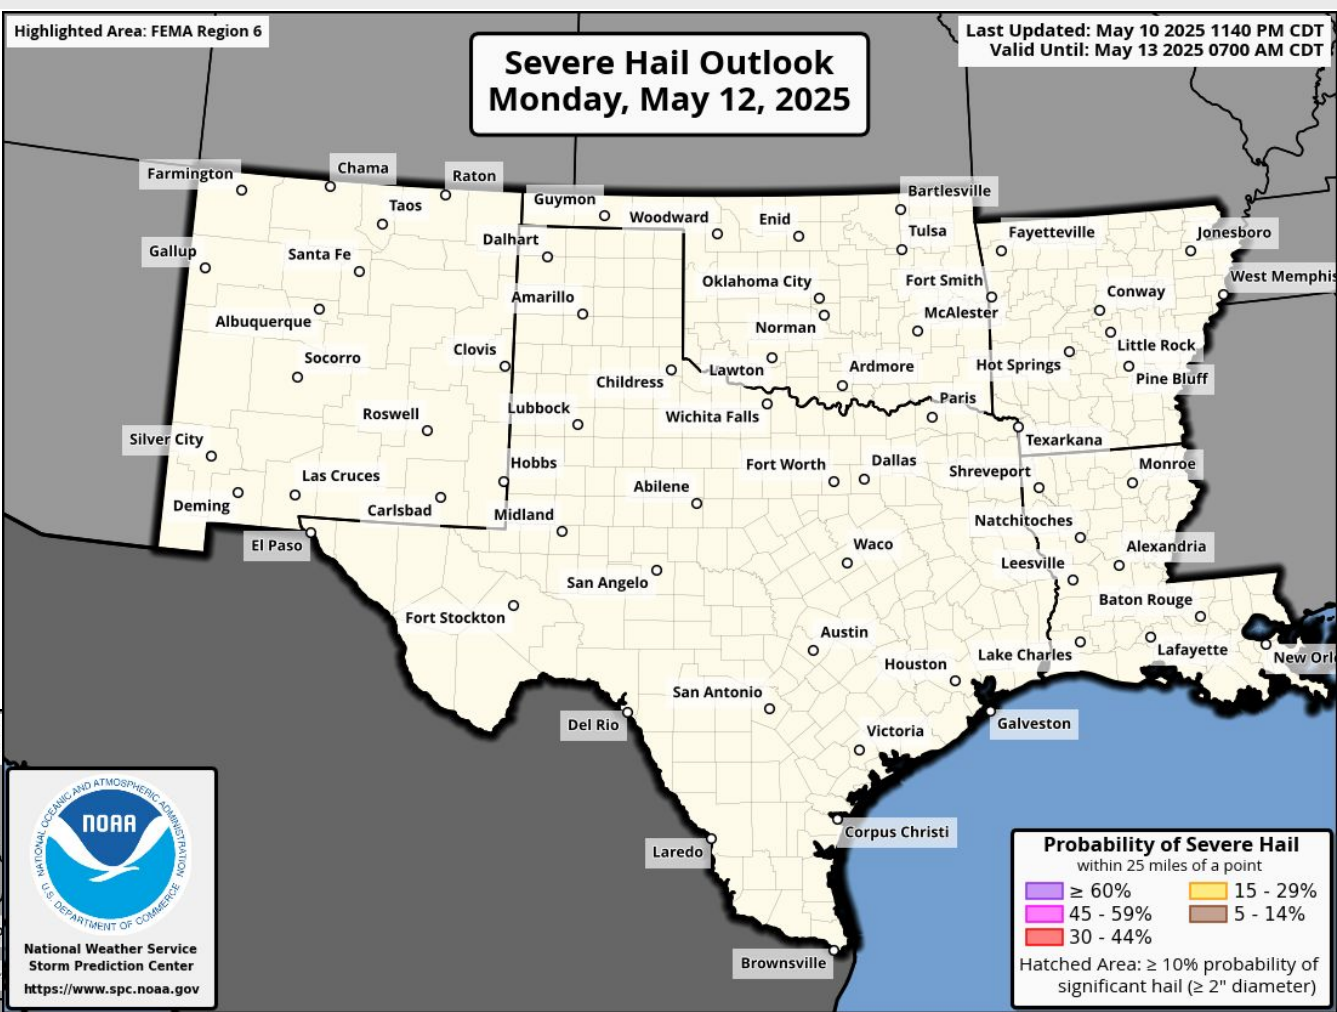 Highlighted Area: FEMA Region 6
Last Updated: May 10 2025 1140 PM CDT
Valid Until: May 13 2025 0700 AM CDT
Severe Hail Outlook
Monday, May 12, 2025
Farmington
Chama
Raton
Taos
Guymon
Woodward
Enid
Bartlesville
Tulsa
Fayetteville
Jonesboro
Gallup
Santa Fe
Dalhart
Oklahoma City
Fort Smith
West Memphis
Amarillo
Conway
Albuquerque
Norman
McAlester
Little Rock
Socorro
Clovis
Childress
Lawton
Ardmore
Hot Springs
Pine Bluff
Roswell
Lubbock
Wichita Falls
Paris
Texarkana
Silver City
Las Cruces
Hobbs
Abilene
Fort Worth
Dallas
Shreveport
Monroe
Deming
Carlsbad
Midland
Natchitoches
El Paso
San Angelo
Waco
Leesville
Alexandria
Fort Stockton
Austin
Baton Rouge
Houston
Lake Charles
Lafayette
New Orl
Del Rio
San Antonio
Victoria
Galveston
Laredo
Corpus Christi
Brownsville
NATIONAL OCEANIC AND ATMOSPHERIC ADMINISTRATION
NOAA
U.S. DEPARTMENT OF COMMERCE
National Weather Service
Storm Prediction Center
https://www.spc.noaa.gov
Probability of Severe Hail
within 25 miles of a point
≥ 60%
15 - 29%
45 - 59%
5 - 14%
30 - 44%
Hatched Area: ≥ 10% probability of
significant hail (≥ 2" diameter)